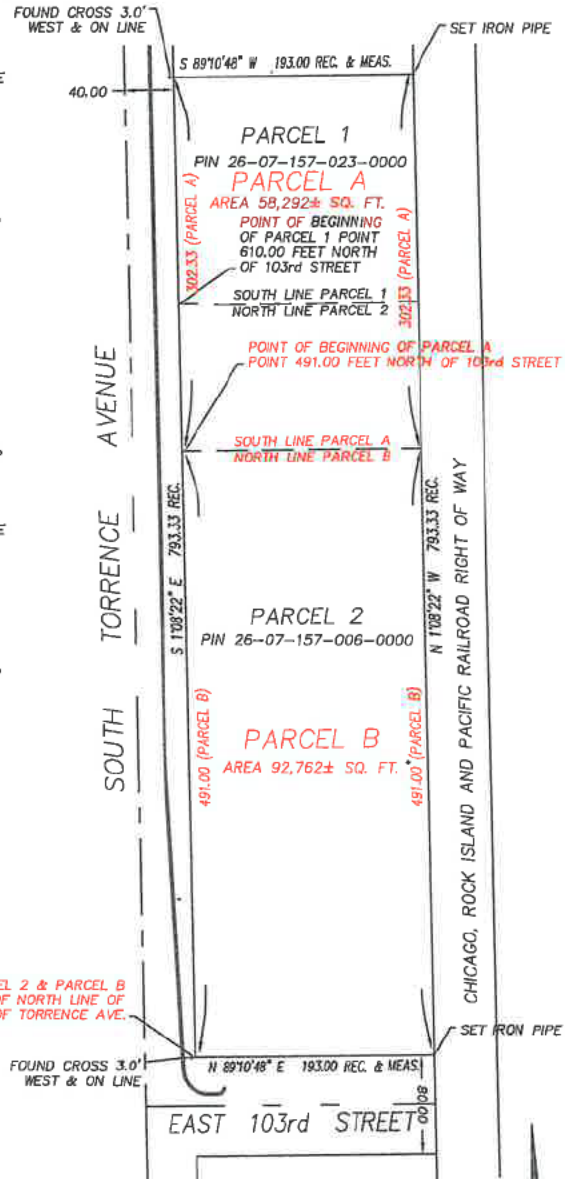 FOUND CROSS 3.0'
WEST & ON LINE
SET IRON PIPE
S 89°10'48" W 193.00 REC. & MEAS.
40.00
PARCEL 1
PIN 26-07-157-023-0000
PARCEL A
AREA 58,292± SQ. FT.
302.33 (PARCEL A)
302.33 (PARCEL A)
POINT OF BEGINNING
OF PARCEL 1 POINT
610.00 FEET NORTH
OF 103rd STREET
SOUTH LINE PARCEL 1
NORTH LINE PARCEL 2
POINT OF BEGINNING OF PARCEL A
POINT 491.00 FEET NORTH OF 103rd STREET
SOUTH LINE PARCEL A
NORTH LINE PARCEL B
SOUTH TORRENCE AVENUE
S 1°08'22" E 793.33 REC.
N 1°08'22" W 793.33 REC.
CHICAGO, ROCK ISLAND AND PACIFIC RAILROAD RIGHT OF WAY
PARCEL 2
PIN 26-07-157-006-0000
PARCEL B
AREA 92,762± SQ. FT.
491.00 (PARCEL B)
491.00 (PARCEL B)
EL 2 & PARCEL B
OF NORTH LINE OF
OF TORRENCE AVE.
SET IRON PIPE
FOUND CROSS 3.0'
WEST & ON LINE
N 89°10'48" E 193.00 REC. & MEAS.
80.00
EAST 103rd STREET